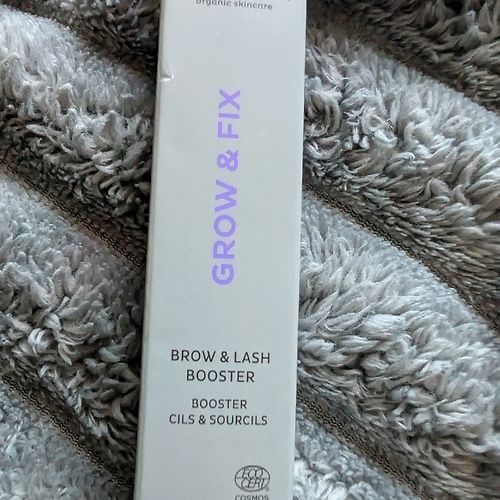 organic skincare
GROW & FIX
BROW & LASH
BOOSTER
BOOSTER
CILS & SOURCILS
ECO
CERT
COSMOS